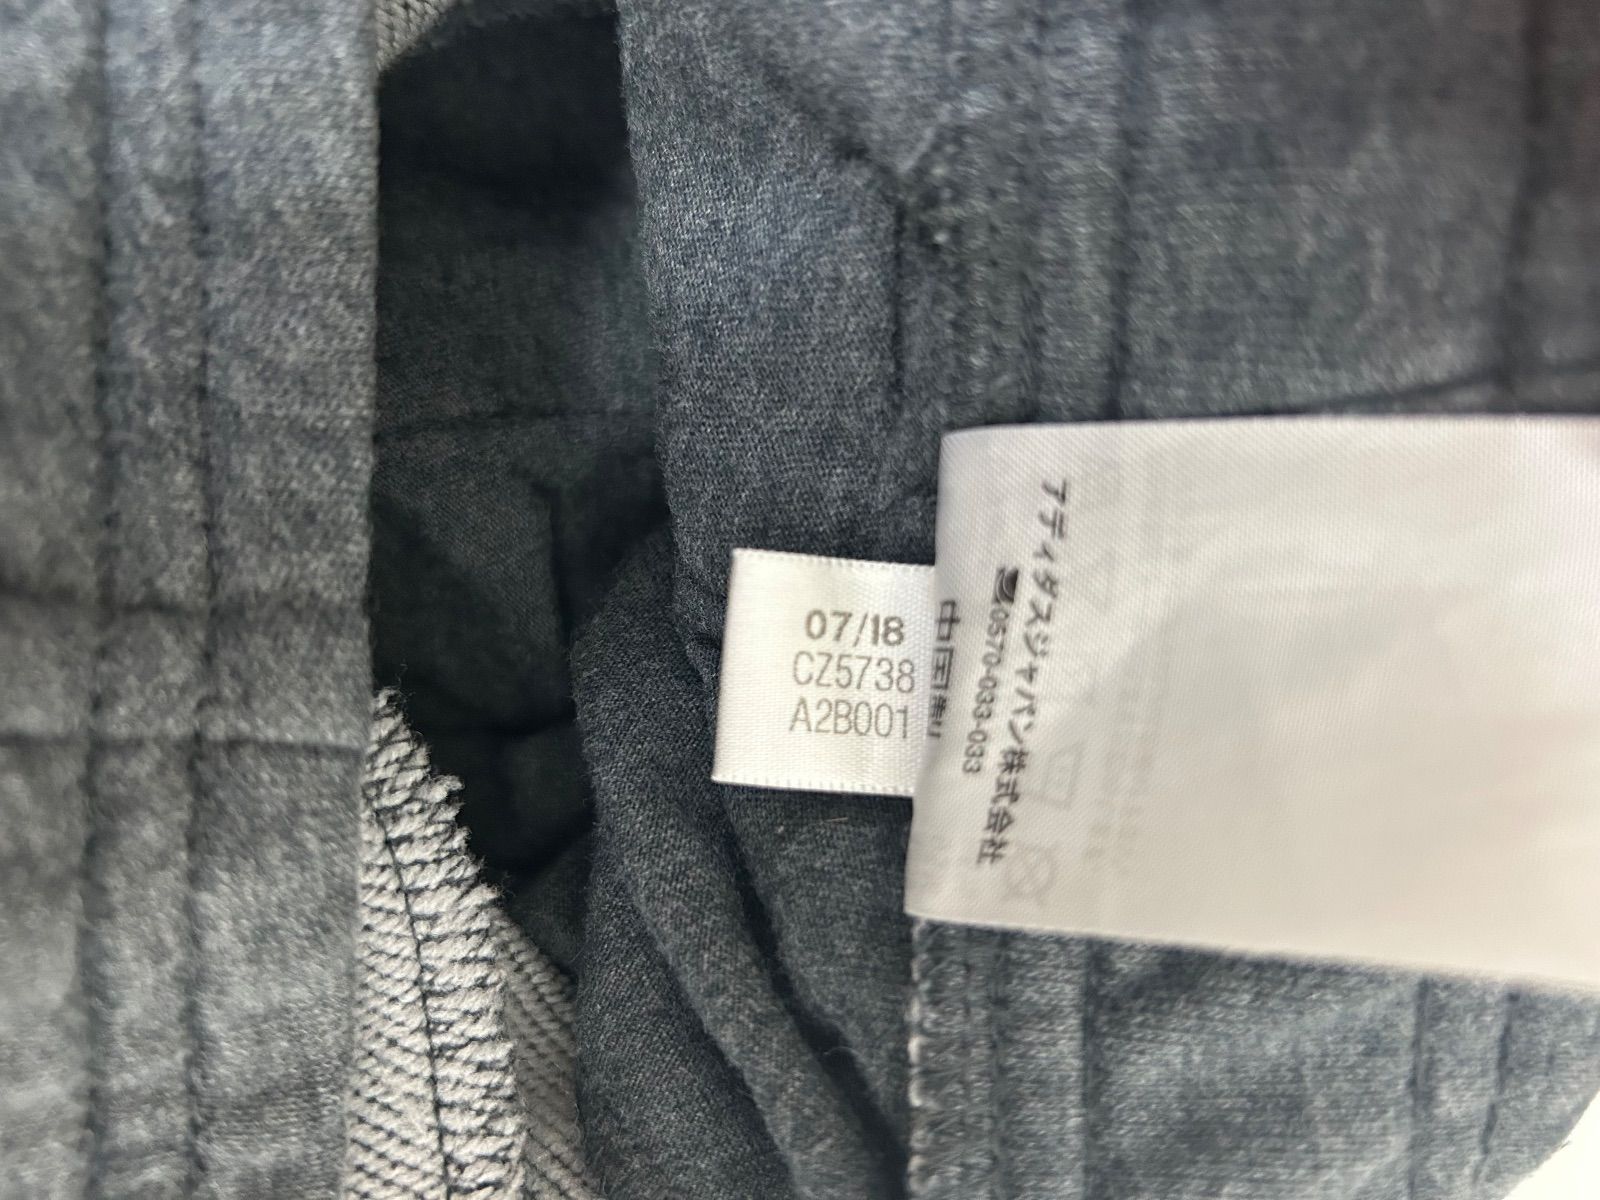 07/18
CZ5738
A2B001
中国製
アディダスジャパン株式会社
0570-033-033